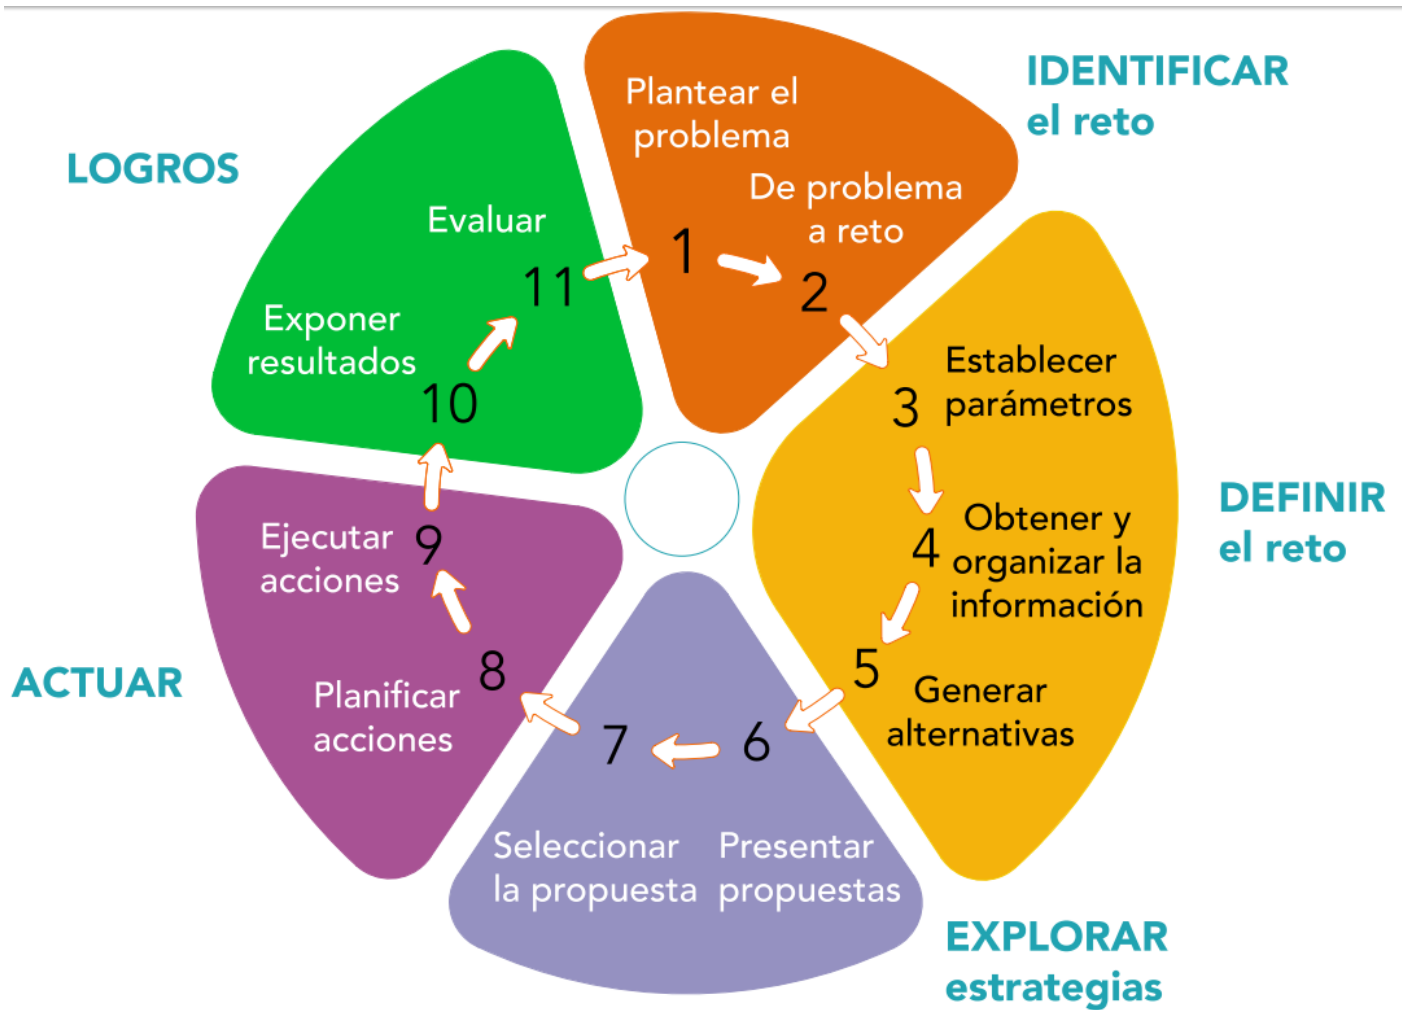 IDENTIFICAR
el reto
Plantear el
problema
De problema
a reto
1
2
DEFINIR
el reto
3
Establecer
parámetros
4
Obtener y
organizar la
información
5
Generar
alternativas
EXPLORAR
estrategias
6
Presentar
propuestas
7
Seleccionar
la propuesta
ACTUAR
8
Planificar
acciones
9
Ejecutar
acciones
LOGROS
10
Exponer
resultados
11
Evaluar